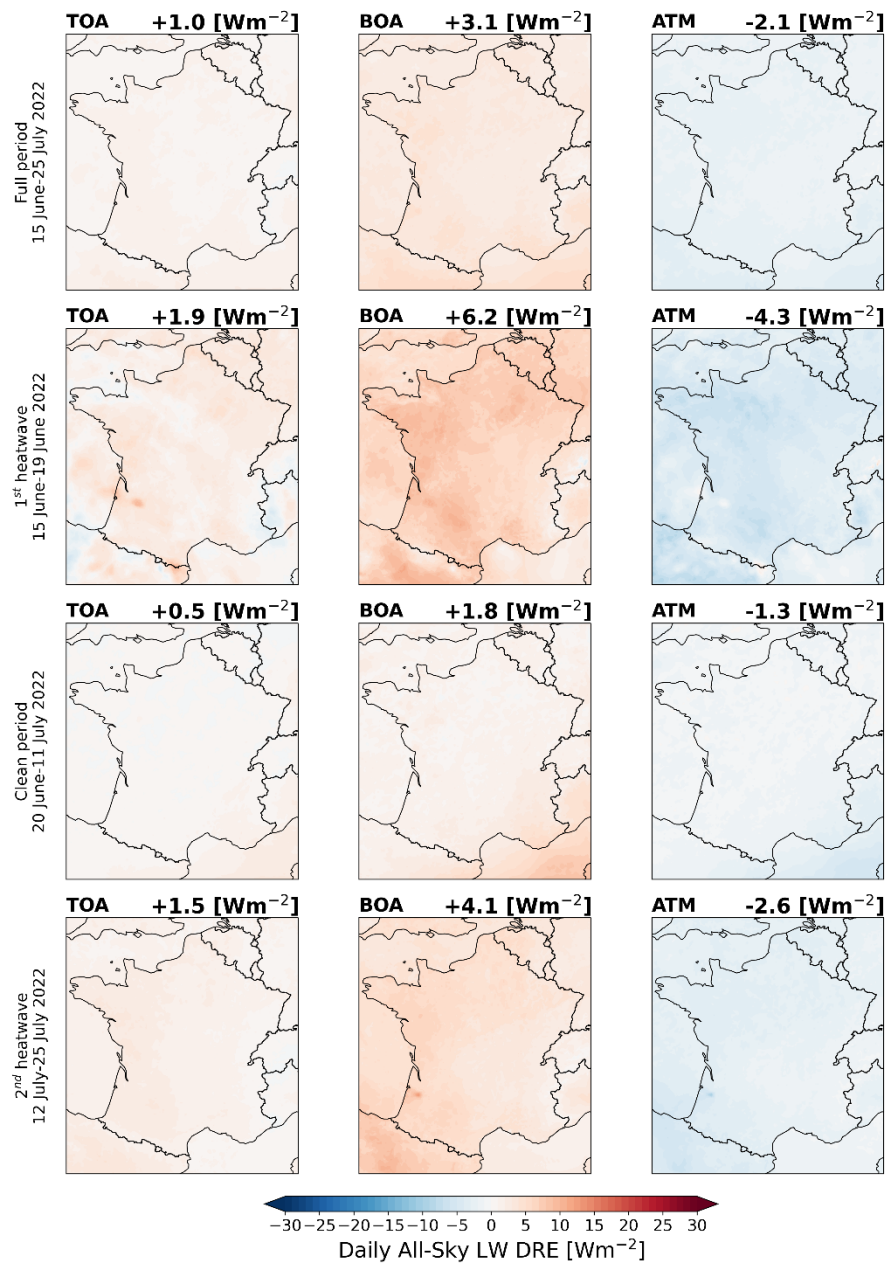 TOA +1.0 [Wm⁻²]
BOA +3.1 [Wm⁻²]
ATM -2.1 [Wm⁻²]
Full period
15 June-25 July 2022
TOA +1.9 [Wm⁻²]
BOA +6.2 [Wm⁻²]
ATM -4.3 [Wm⁻²]
1ˢᵗ heatwave
15 June-19 June 2022
TOA +0.5 [Wm⁻²]
BOA +1.8 [Wm⁻²]
ATM -1.3 [Wm⁻²]
Clean period
20 June-11 July 2022
TOA +1.5 [Wm⁻²]
BOA +4.1 [Wm⁻²]
ATM -2.6 [Wm⁻²]
2ⁿᵈ heatwave
12 July-25 July 2022
−30 −25 −20 −15 −10 −5 0 5 10 15 20 25 30
Daily All-Sky LW DRE [Wm⁻²]